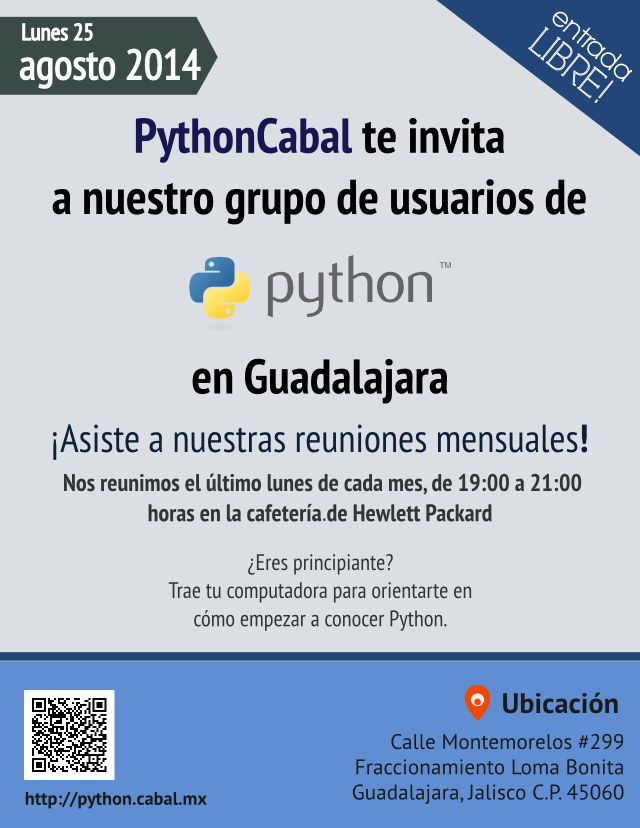 Lunes 25
agosto 2014
entrada
LIBRE!
PythonCabal te invita
a nuestro grupo de usuarios de
python™
en Guadalajara
¡Asiste a nuestras reuniones mensuales!
Nos reunimos el último lunes de cada mes, de 19:00 a 21:00
horas en la cafetería.de Hewlett Packard
¿Eres principiante?
Trae tu computadora para orientarte en
cómo empezar a conocer Python.
Ubicación
Calle Montemorelos #299
Fraccionamiento Loma Bonita
Guadalajara, Jalisco C.P. 45060
http://python.cabal.mx